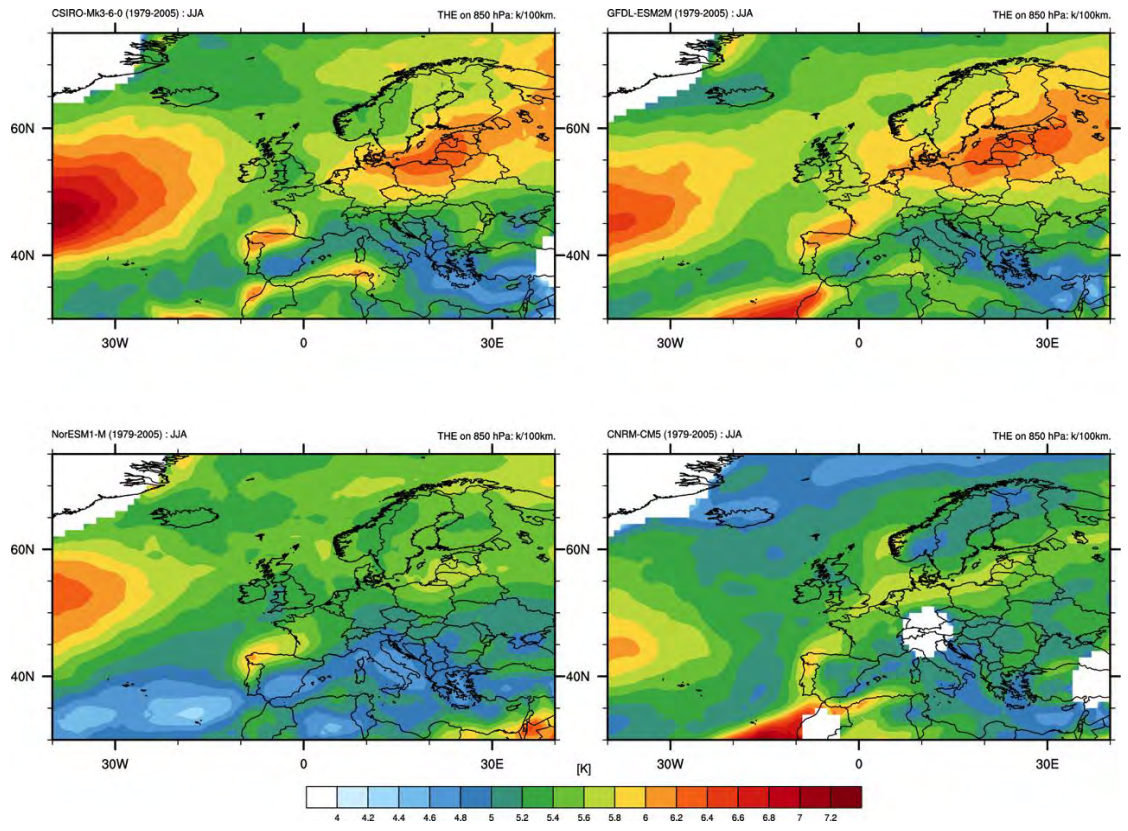 CSIRO-Mk3-6-0 (1979-2005) : JJA THE on 850 hPa: k/100km.
GFDL-ESM2M (1979-2005) : JJA THE on 850 hPa: k/100km.
60N 60N
40N 40N
30W 0 30E
30W 0 30E
NorESM1-M (1979-2005) : JJA THE on 850 hPa: k/100km.
CNRM-CM5 (1979-2005) : JJA THE on 850 hPa: k/100km.
60N 60N
40N 40N
30W 0 30E
30W 0 30E
[K]
4 4.2 4.4 4.6 4.8 5 5.2 5.4 5.6 5.8 6 6.2 6.4 6.6 6.8 7 7.2